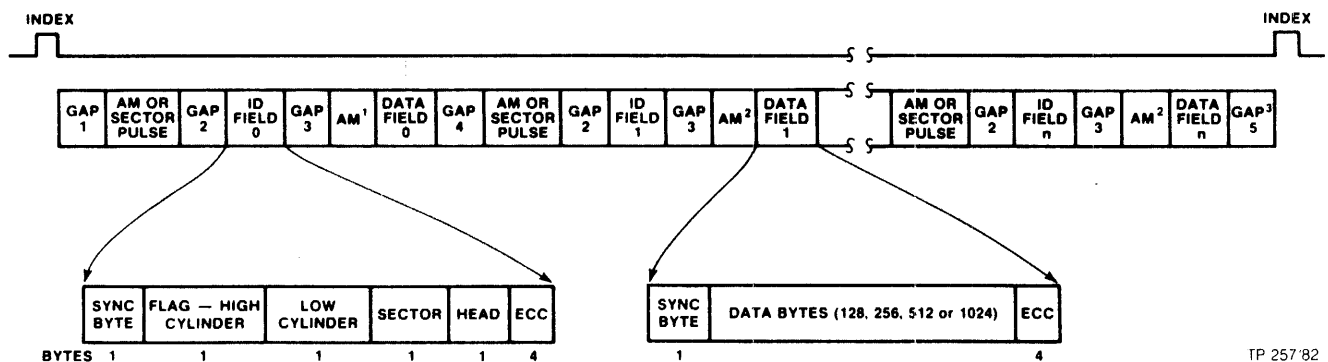 INDEX INDEX
GAP 1 AM OR SECTOR PULSE GAP 2 ID FIELD 0 GAP 3 AM¹ DATA FIELD 0 GAP 4 AM OR SECTOR PULSE GAP 2 ID FIELD 1 GAP 3 AM² DATA FIELD 1 AM OR SECTOR PULSE GAP 2 ID FIELD n GAP 3 AM² DATA FIELD n GAP³ 5
SYNC BYTE FLAG — HIGH CYLINDER LOW CYLINDER SECTOR HEAD ECC
BYTES 1 1 1 1 1 4
SYNC BYTE DATA BYTES (128, 256, 512 or 1024) ECC
1 4
TP 257'82